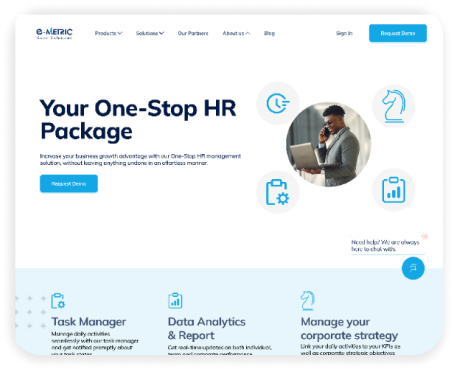 e-METRIC
Products
Solutions
Our Partners
About us
Blog
Sign In
Request Demo
Your One-Stop HR
Package
Increase your business growth advantage with our One-Stop HR management
solution, without leaving anything undone in an effortless manner.
Request Demo
Need help? We are always
here to chat with.
Task Manager
Manage daily activities
seamlessly with our task manager
and get notified promptly about
your task status
Data Analytics
& Report
Get real-time updates on both individual,
team and corporate performance
Manage your
corporate strategy
Link your daily activities to your KPIs as
well as corporate strategic objectives